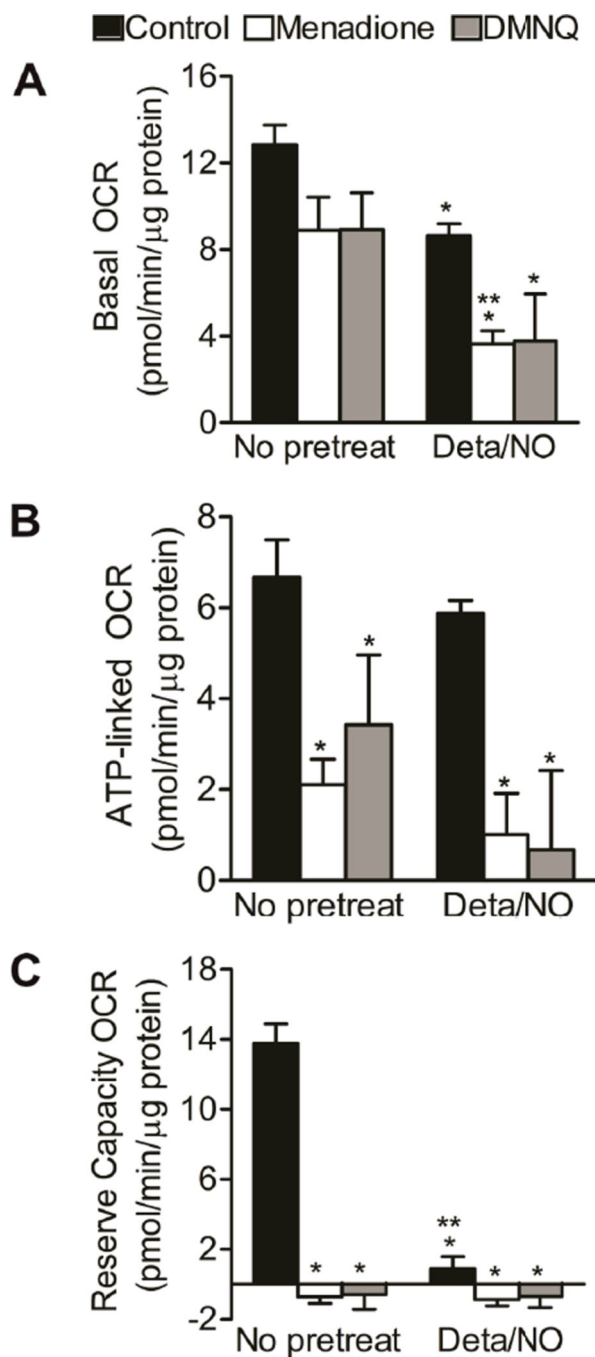 Control Menadione DMNQ
A
Basal OCR
(pmol/min/μg protein)
16
12
8
4
0
*
**
*
*
No pretreat Deta/NO
B
ATP-linked OCR
(pmol/min/μg protein)
8
6
4
2
0
*
*
*
*
No pretreat Deta/NO
C
Reserve Capacity OCR
(pmol/min/μg protein)
18
14
10
6
2
-2
**
*
* * * *
No pretreat Deta/NO